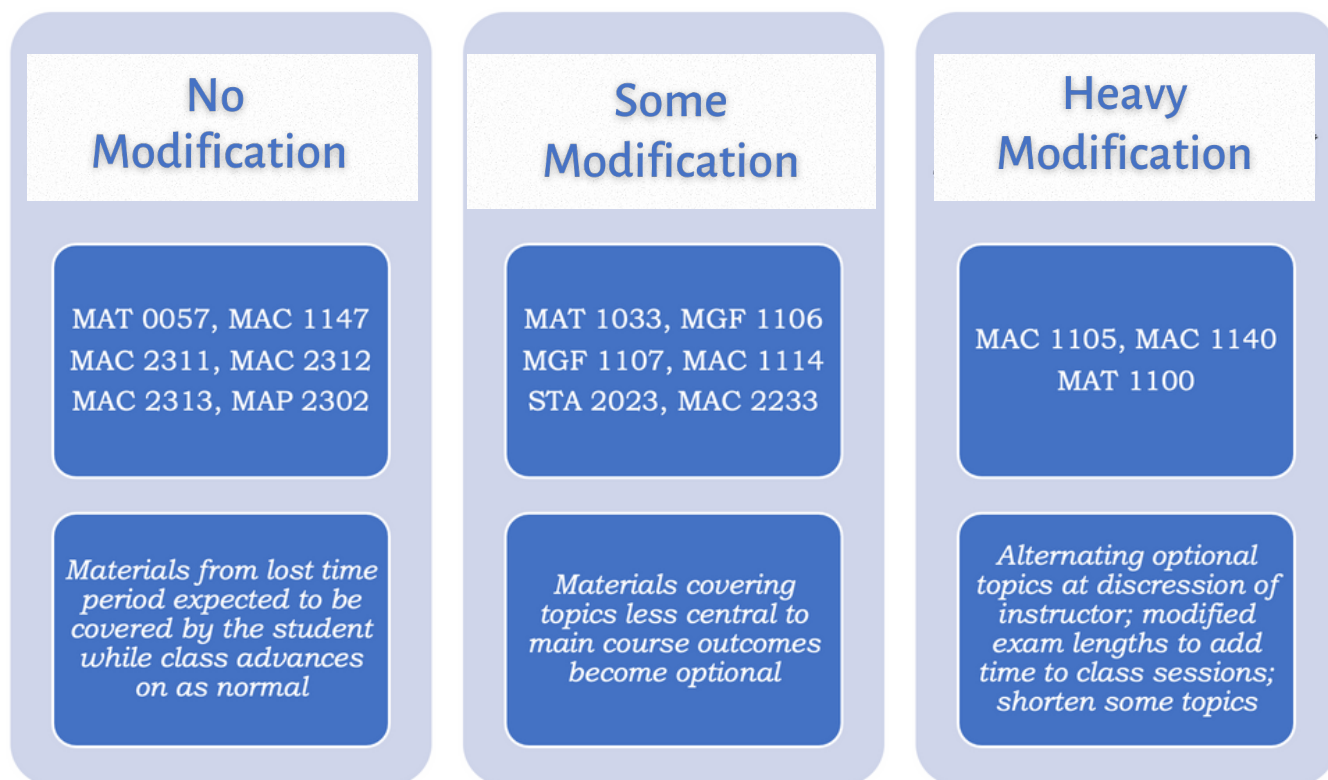 No
Modification
MAT 0057, MAC 1147
MAC 2311, MAC 2312
MAC 2313, MAP 2302
Materials from lost time
period expected to be
covered by the student
while class advances
on as normal
Some
Modification
MAT 1033, MGF 1106
MGF 1107, MAC 1114
STA 2023, MAC 2233
Materials covering
topics less central to
main course outcomes
become optional
Heavy
Modification
MAC 1105, MAC 1140
MAT 1100
Alternating optional
topics at discression of
instructor; modified
exam lengths to add
time to class sessions;
shorten some topics